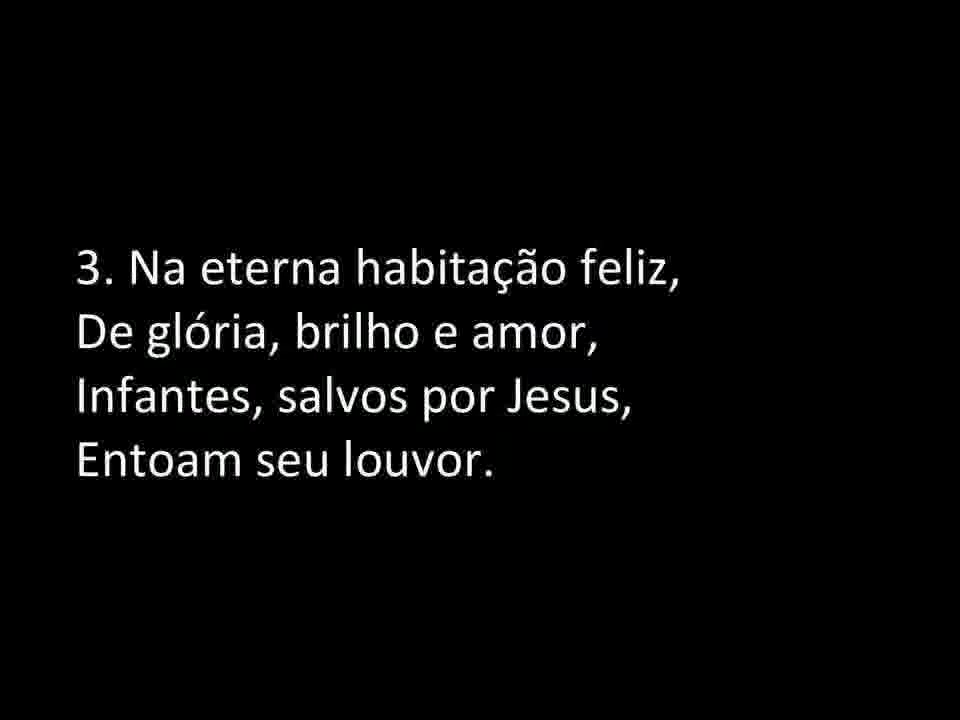 3. Na eterna habitação feliz,
De glória, brilho e amor,
Infantes, salvos por Jesus,
Entoam seu louvor.